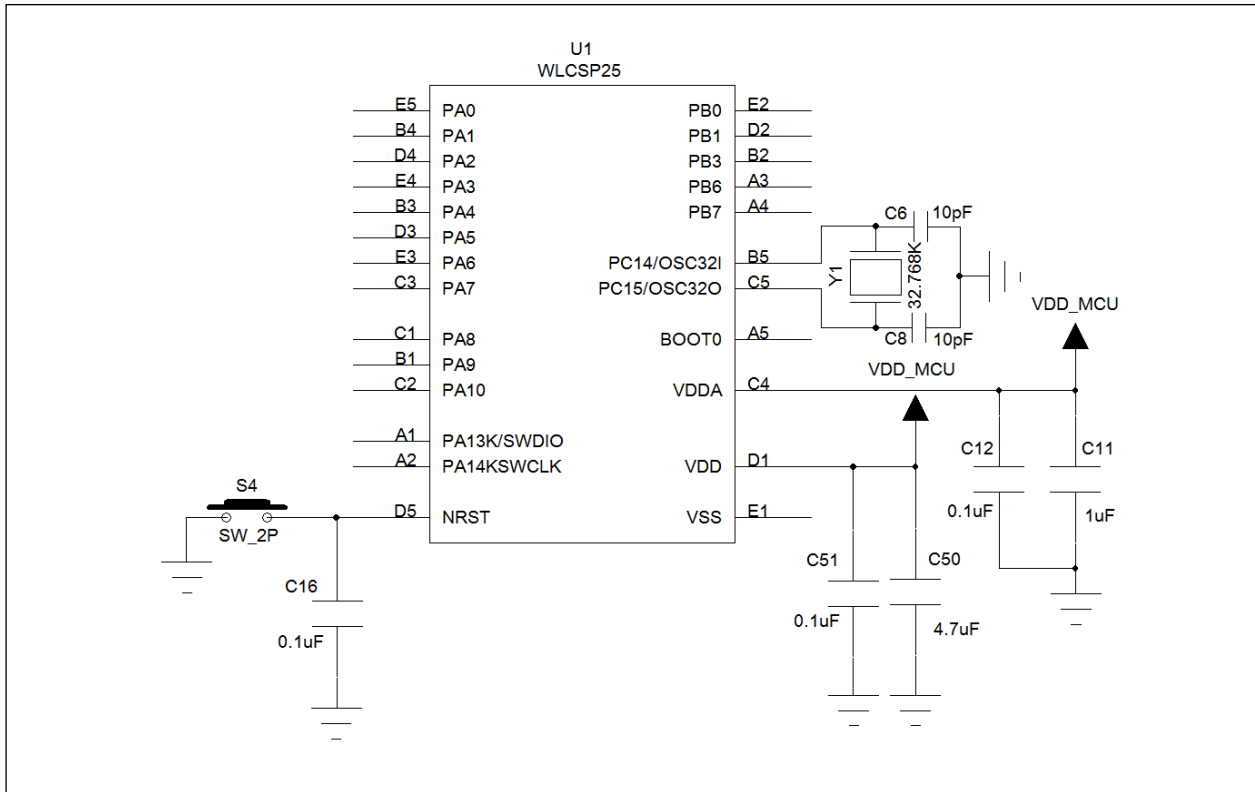 U1
WLCSP25
E5 PA0 PB0 E2
B4 PA1 PB1 D2
D4 PA2 PB3 B2
E4 PA3 PB6 A3
B3 PA4 PB7 A4
D3 PA5
E3 PA6 PC14/OSC32I B5
C3 PA7 PC15/OSC32O C5
C6 10pF
Y1 32.768K
C8 10pF
C1 PA8 BOOT0 A5
B1 PA9
C2 PA10 VDDA C4
VDD_MCU
VDD_MCU
A1 PA13K/SWDIO
A2 PA14KSWCLK VDD D1
C12 C11
0.1uF 1uF
S4
SW_2P
D5 NRST VSS E1
C51 C50
0.1uF 4.7uF
C16
0.1uF